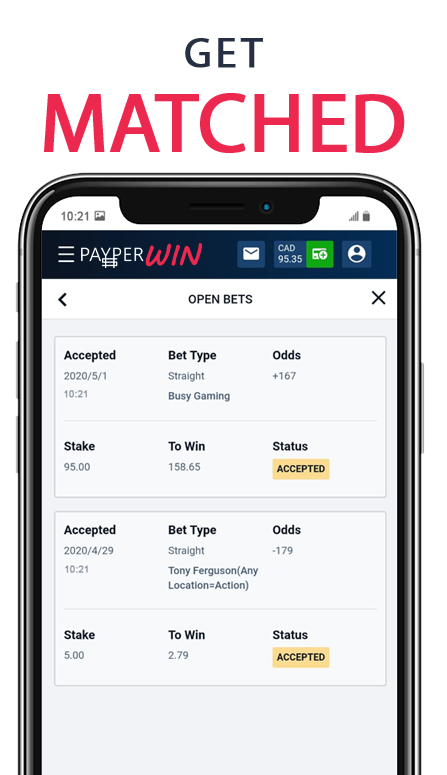 GET
MATCHED
10:21
PAYPER WIN
CAD
95.35
OPEN BETS
Accepted Bet Type Odds
2020/5/1 Straight +167
10:21 Busy Gaming
Stake To Win Status
95.00 158.65 ACCEPTED
Accepted Bet Type Odds
2020/4/29 Straight -179
10:21 Tony Ferguson(Any
Location=Action)
Stake To Win Status
5.00 2.79 ACCEPTED